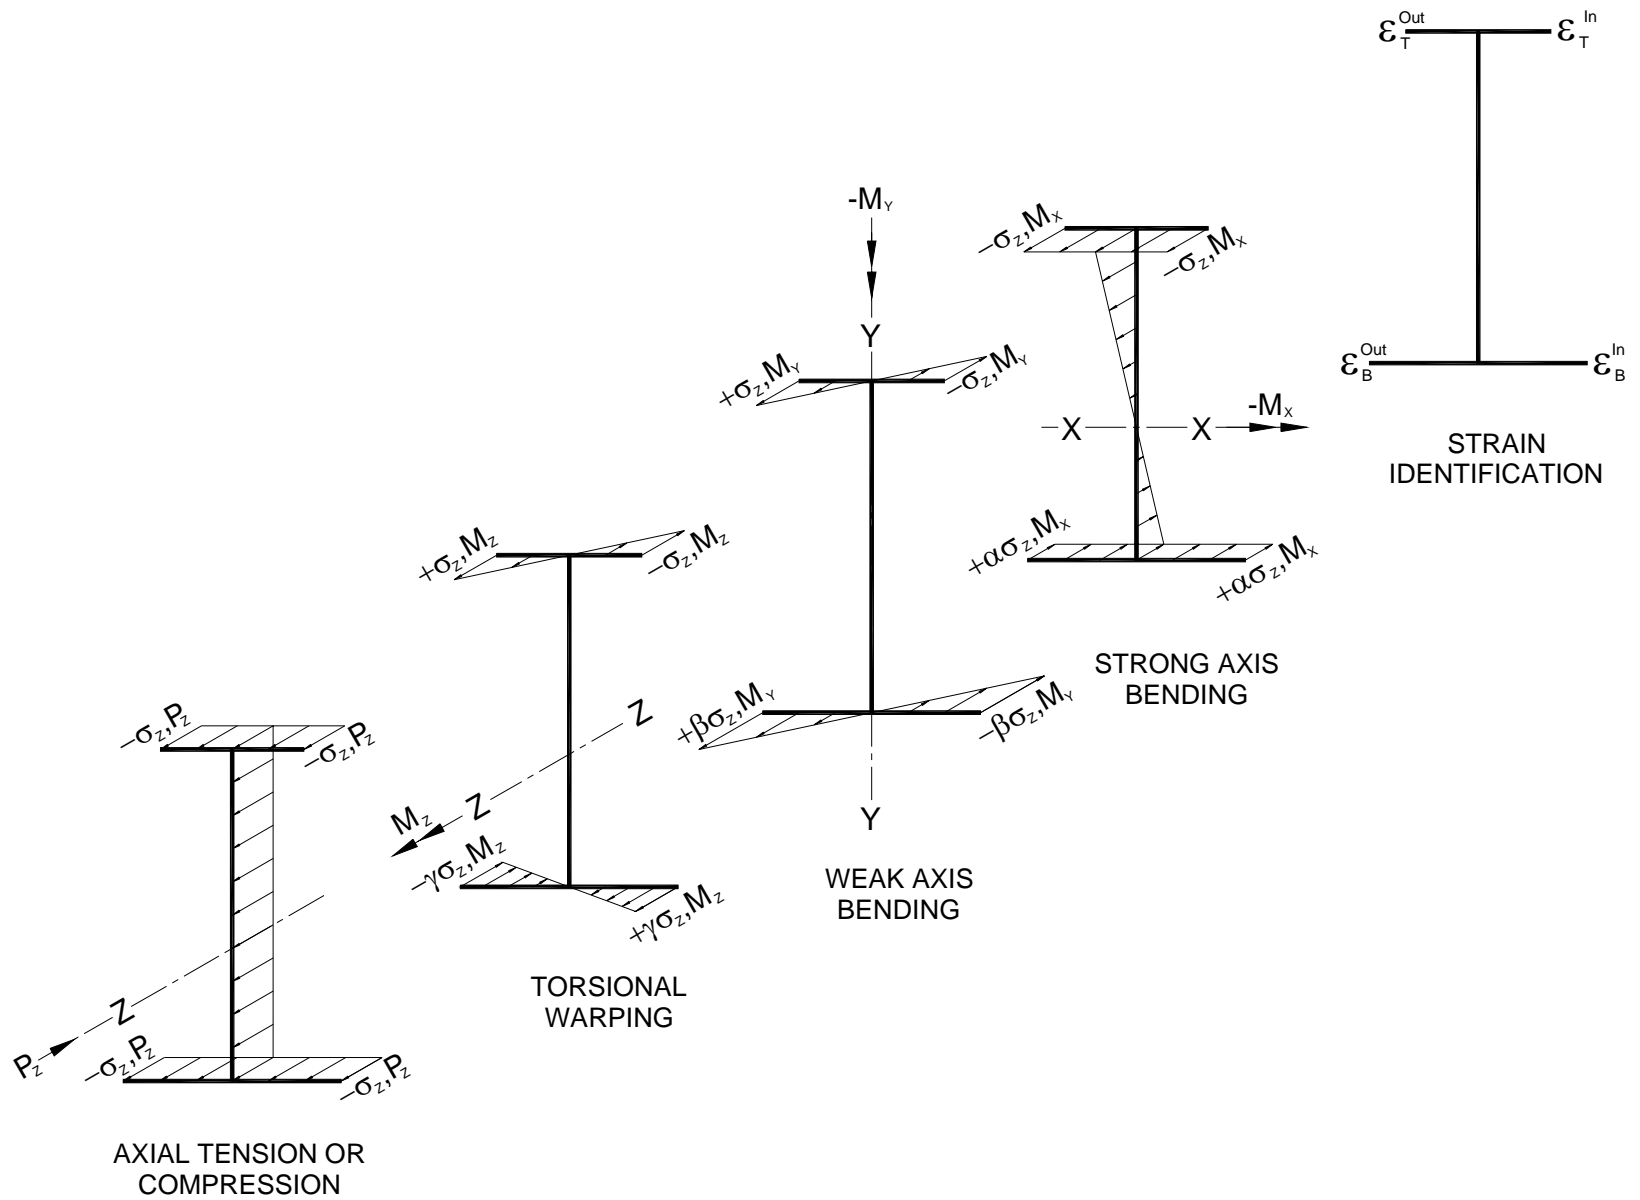 ε_T^Out
ε_T^In
ε_B^Out
ε_B^In
STRAIN
IDENTIFICATION
−σ_Z,M_X
−σ_Z,M_X
X
X
-M_X
+ασ_Z,M_X
+ασ_Z,M_X
STRONG AXIS
BENDING
-M_Y
Y
+σ_Z,M_Y
−σ_Z,M_Y
+βσ_Z,M_Y
−βσ_Z,M_Y
Y
WEAK AXIS
BENDING
+σ_Z,M_Z
−σ_Z,M_Z
Z
Z
M_Z
−γσ_Z,M_Z
+γσ_Z,M_Z
TORSIONAL
WARPING
−σ_Z,P_Z
−σ_Z,P_Z
Z
P_Z
−σ_Z,P_Z
−σ_Z,P_Z
AXIAL TENSION OR
COMPRESSION